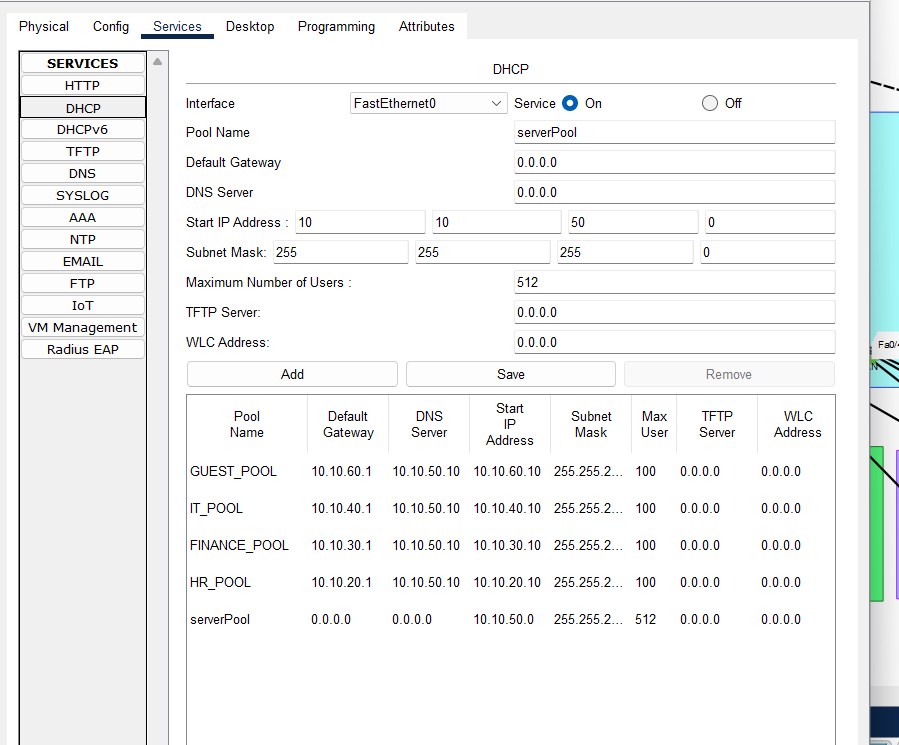 Physical Config Services Desktop Programming Attributes
SERVICES
HTTP
DHCP
DHCPv6
TFTP
DNS
SYSLOG
AAA
NTP
EMAIL
FTP
IoT
VM Management
Radius EAP
DHCP
Interface FastEthernet0 Service On Off
Pool Name serverPool
Default Gateway 0.0.0.0
DNS Server 0.0.0.0
Start IP Address : 10 10 50 0
Subnet Mask: 255 255 255 0
Maximum Number of Users : 512
TFTP Server: 0.0.0.0
WLC Address: 0.0.0.0
Add Save Remove
Pool Name Default Gateway DNS Server Start IP Address Subnet Mask Max User TFTP Server WLC Address
GUEST_POOL 10.10.60.1 10.10.50.10 10.10.60.10 255.255.2... 100 0.0.0.0 0.0.0.0
IT_POOL 10.10.40.1 10.10.50.10 10.10.40.10 255.255.2... 100 0.0.0.0 0.0.0.0
FINANCE_POOL 10.10.30.1 10.10.50.10 10.10.30.10 255.255.2... 100 0.0.0.0 0.0.0.0
HR_POOL 10.10.20.1 10.10.50.10 10.10.20.10 255.255.2... 100 0.0.0.0 0.0.0.0
serverPool 0.0.0.0 0.0.0.0 10.10.50.0 255.255.2... 512 0.0.0.0 0.0.0.0
Fa0/